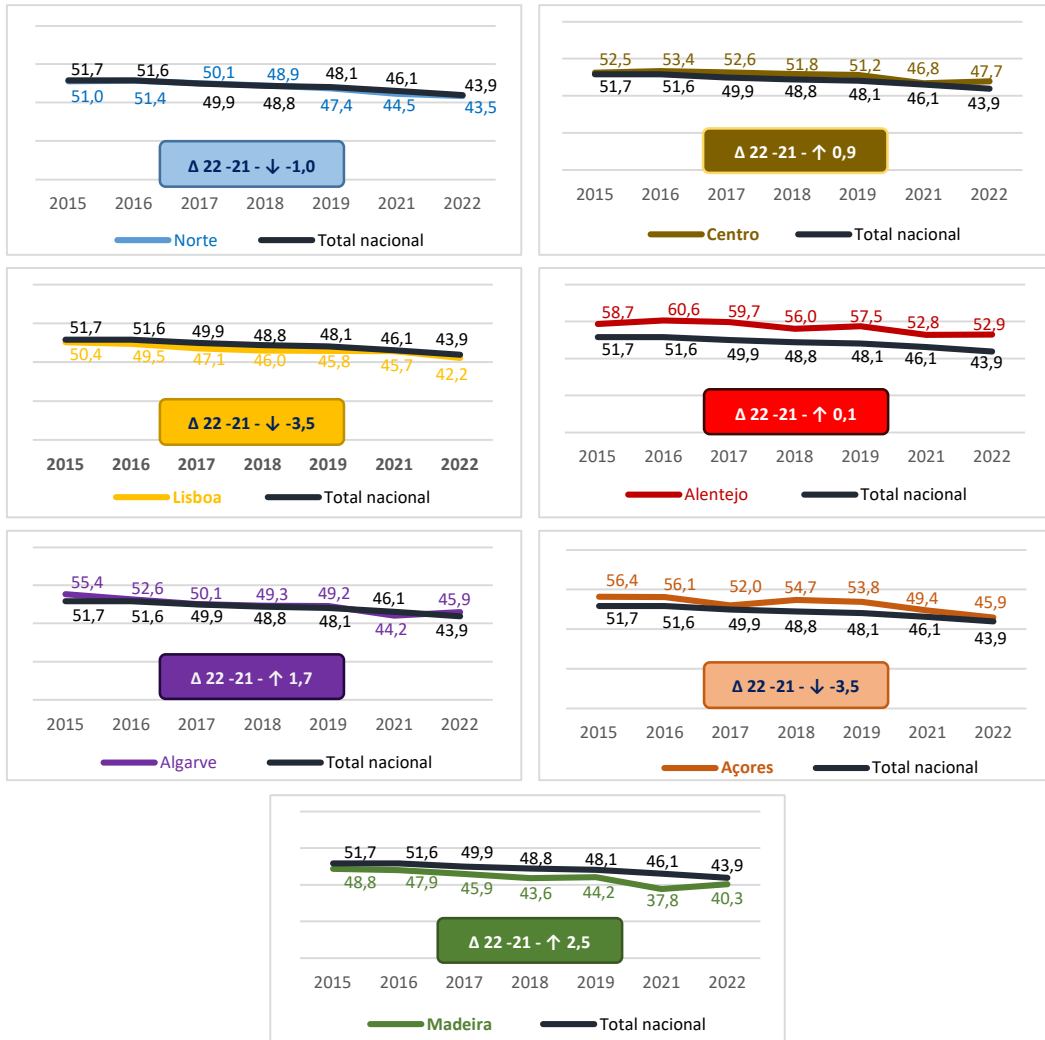 51,7 51,6 50,1 48,9 48,1 46,1 43,9
51,0 51,4 49,9 48,8 47,4 44,5 43,5
Δ 22 -21 - ↓ -1,0
2015 2016 2017 2018 2019 2021 2022
Norte Total nacional
52,5 53,4 52,6 51,8 51,2 46,8 47,7
51,7 51,6 49,9 48,8 48,1 46,1 43,9
Δ 22 -21 - ↑ 0,9
2015 2016 2017 2018 2019 2021 2022
Centro Total nacional
51,7 51,6 49,9 48,8 48,1 46,1 43,9
50,4 49,5 47,1 46,0 45,8 45,7 42,2
Δ 22 -21 - ↓ -3,5
2015 2016 2017 2018 2019 2021 2022
Lisboa Total nacional
58,7 60,6 59,7 56,0 57,5 52,8 52,9
51,7 51,6 49,9 48,8 48,1 46,1 43,9
Δ 22 -21 - ↑ 0,1
2015 2016 2017 2018 2019 2021 2022
Alentejo Total nacional
55,4 52,6 50,1 49,3 49,2 46,1 45,9
51,7 51,6 49,9 48,8 48,1 44,2 43,9
Δ 22 -21 - ↑ 1,7
2015 2016 2017 2018 2019 2021 2022
Algarve Total nacional
56,4 56,1 52,0 54,7 53,8 49,4 45,9
51,7 51,6 49,9 48,8 48,1 46,1 43,9
Δ 22 -21 - ↓ -3,5
2015 2016 2017 2018 2019 2021 2022
Açores Total nacional
51,7 51,6 49,9 48,8 48,1 46,1 43,9
48,8 47,9 45,9 43,6 44,2 37,8 40,3
Δ 22 -21 - ↑ 2,5
2015 2016 2017 2018 2019 2021 2022
Madeira Total nacional